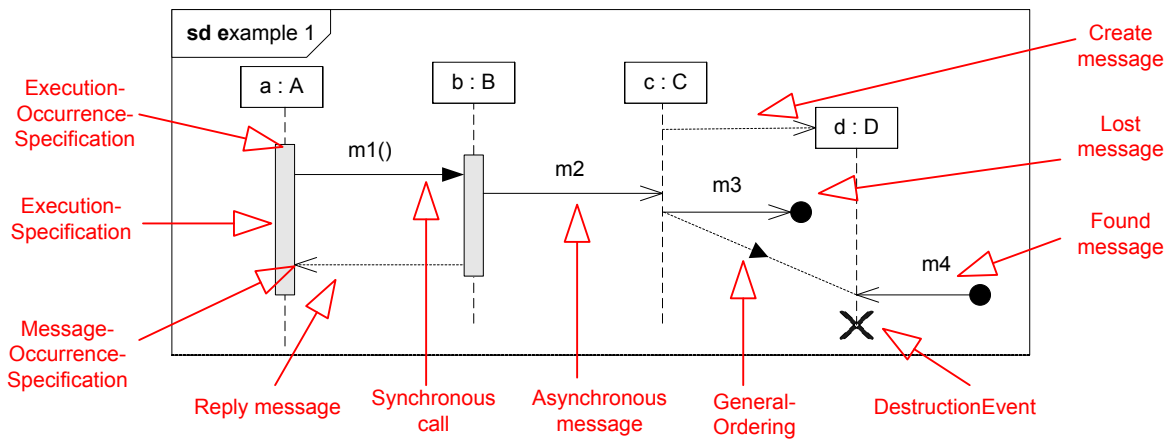 sd example 1
Create
message
a : A
b : B
c : C
d : D
Execution-
Occurrence-
Specification
Lost
message
m1()
m2
m3
Execution-
Specification
Found
message
m4
Message-
Occurrence-
Specification
Reply message
Synchronous
call
Asynchronous
message
General-
Ordering
DestructionEvent